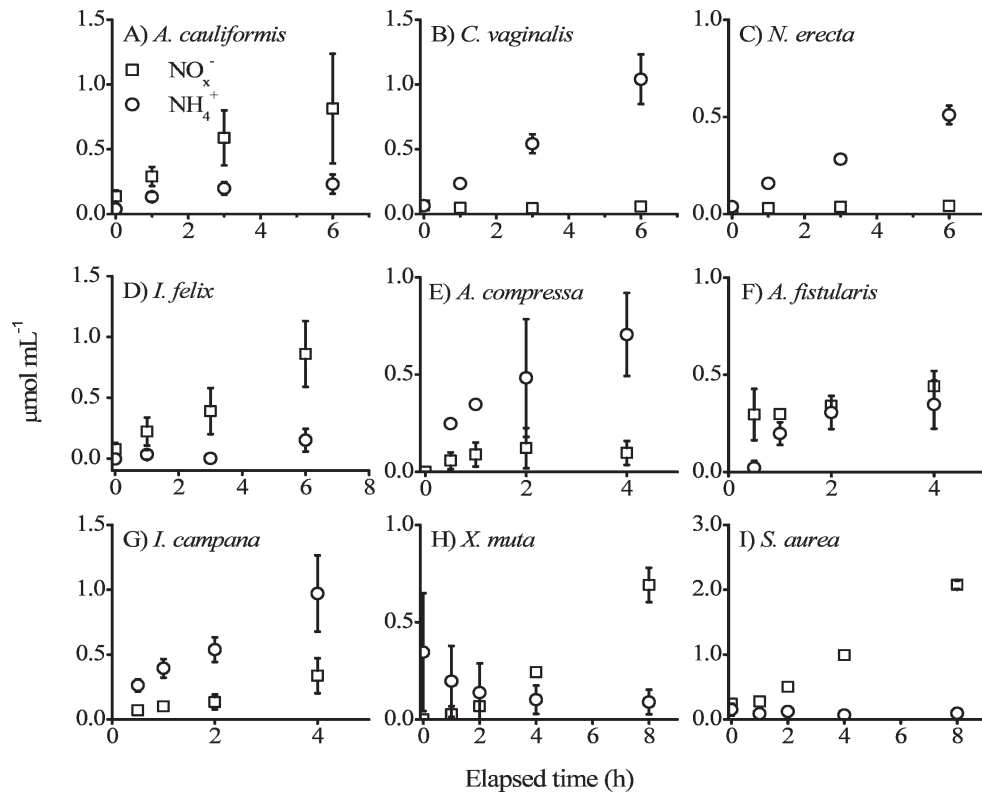 A) A. cauliformis
NOx-
NH4+
1.5
1.0
0.5
0.0
0 2 4 6
B) C. vaginalis
1.5
1.0
0.5
0.0
0 2 4 6
C) N. erecta
1.0
0.5
0.0
0 2 4 6
D) I. felix
1.5
1.0
0.5
0.0
0 2 4 6 8
E) A. compressa
1.0
0.5
0.0
0 2 4
F) A. fistularis
1.0
0.5
0.0
0 2 4
G) I. campana
1.5
1.0
0.5
0.0
0 2 4
H) X. muta
1.0
0.5
0.0
0 2 4 6 8
I) S. aurea
3.0
2.0
1.0
0.0
0 2 4 6 8
μmol mL-1
Elapsed time (h)